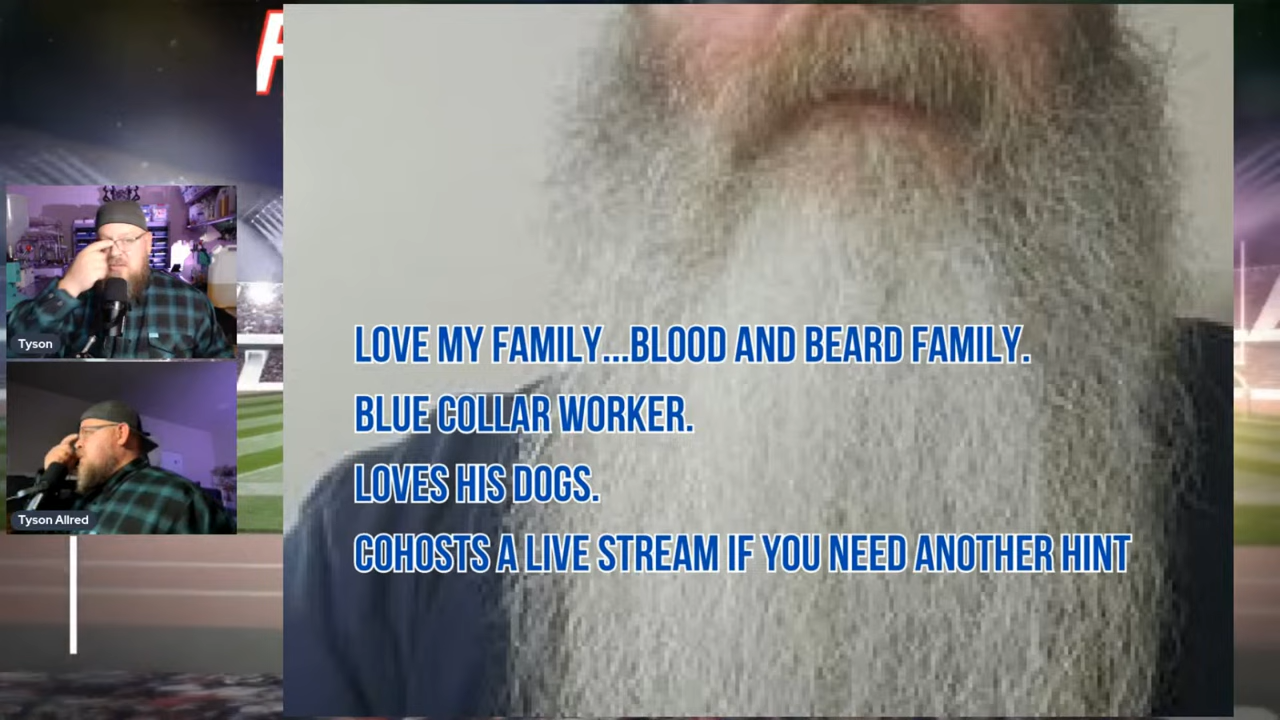 Tyson
Tyson Allred
LOVE MY FAMILY...BLOOD AND BEARD FAMILY.
BLUE COLLAR WORKER.
LOVES HIS DOGS.
COHOSTS A LIVE STREAM IF YOU NEED ANOTHER HINT